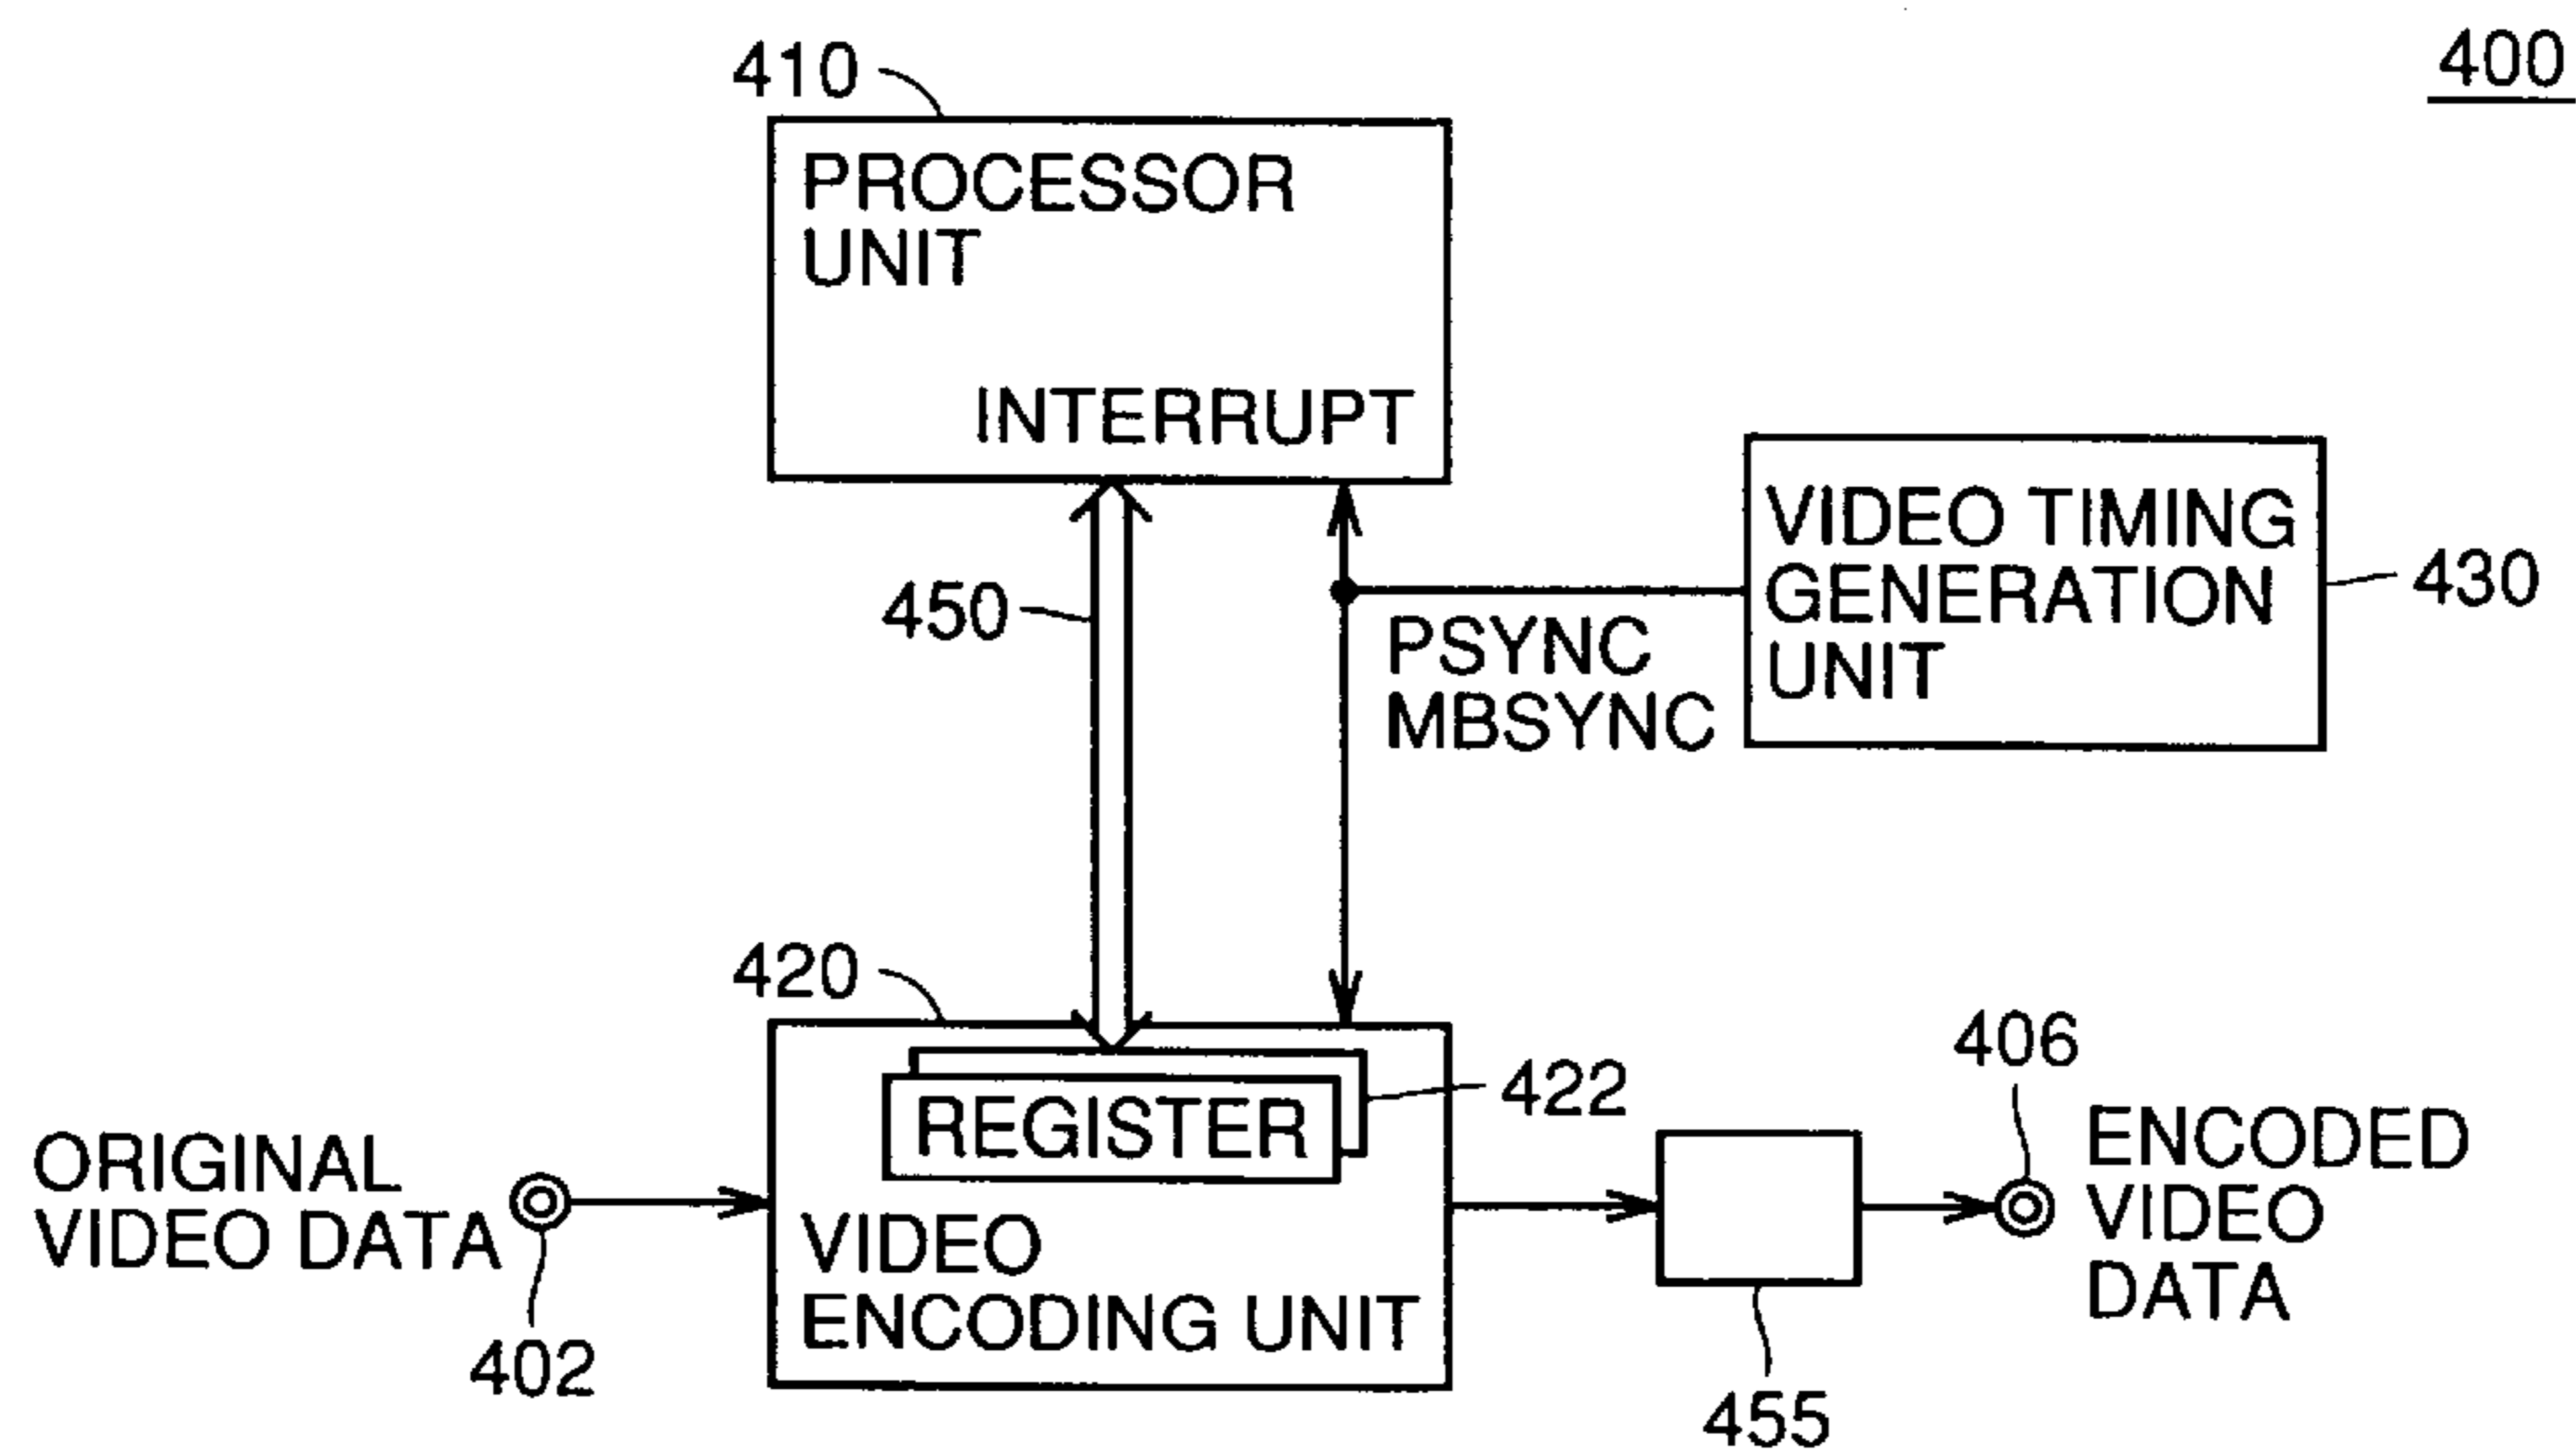 400
410
PROCESSOR
UNIT
INTERRUPT
VIDEO TIMING
GENERATION
UNIT
430
450
PSYNC
MBSYNC
420
REGISTER
422
VIDEO
ENCODING UNIT
ORIGINAL
VIDEO DATA
402
455
406
ENCODED
VIDEO
DATA